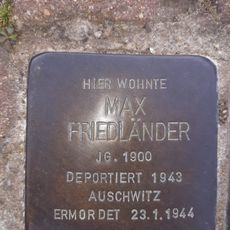 HIER WOHNTE
MAX
FRIEDLÄNDER
JG. 1900
DEPORTIERT 1943
AUSCHWITZ
ERMORDET 23.1.1944